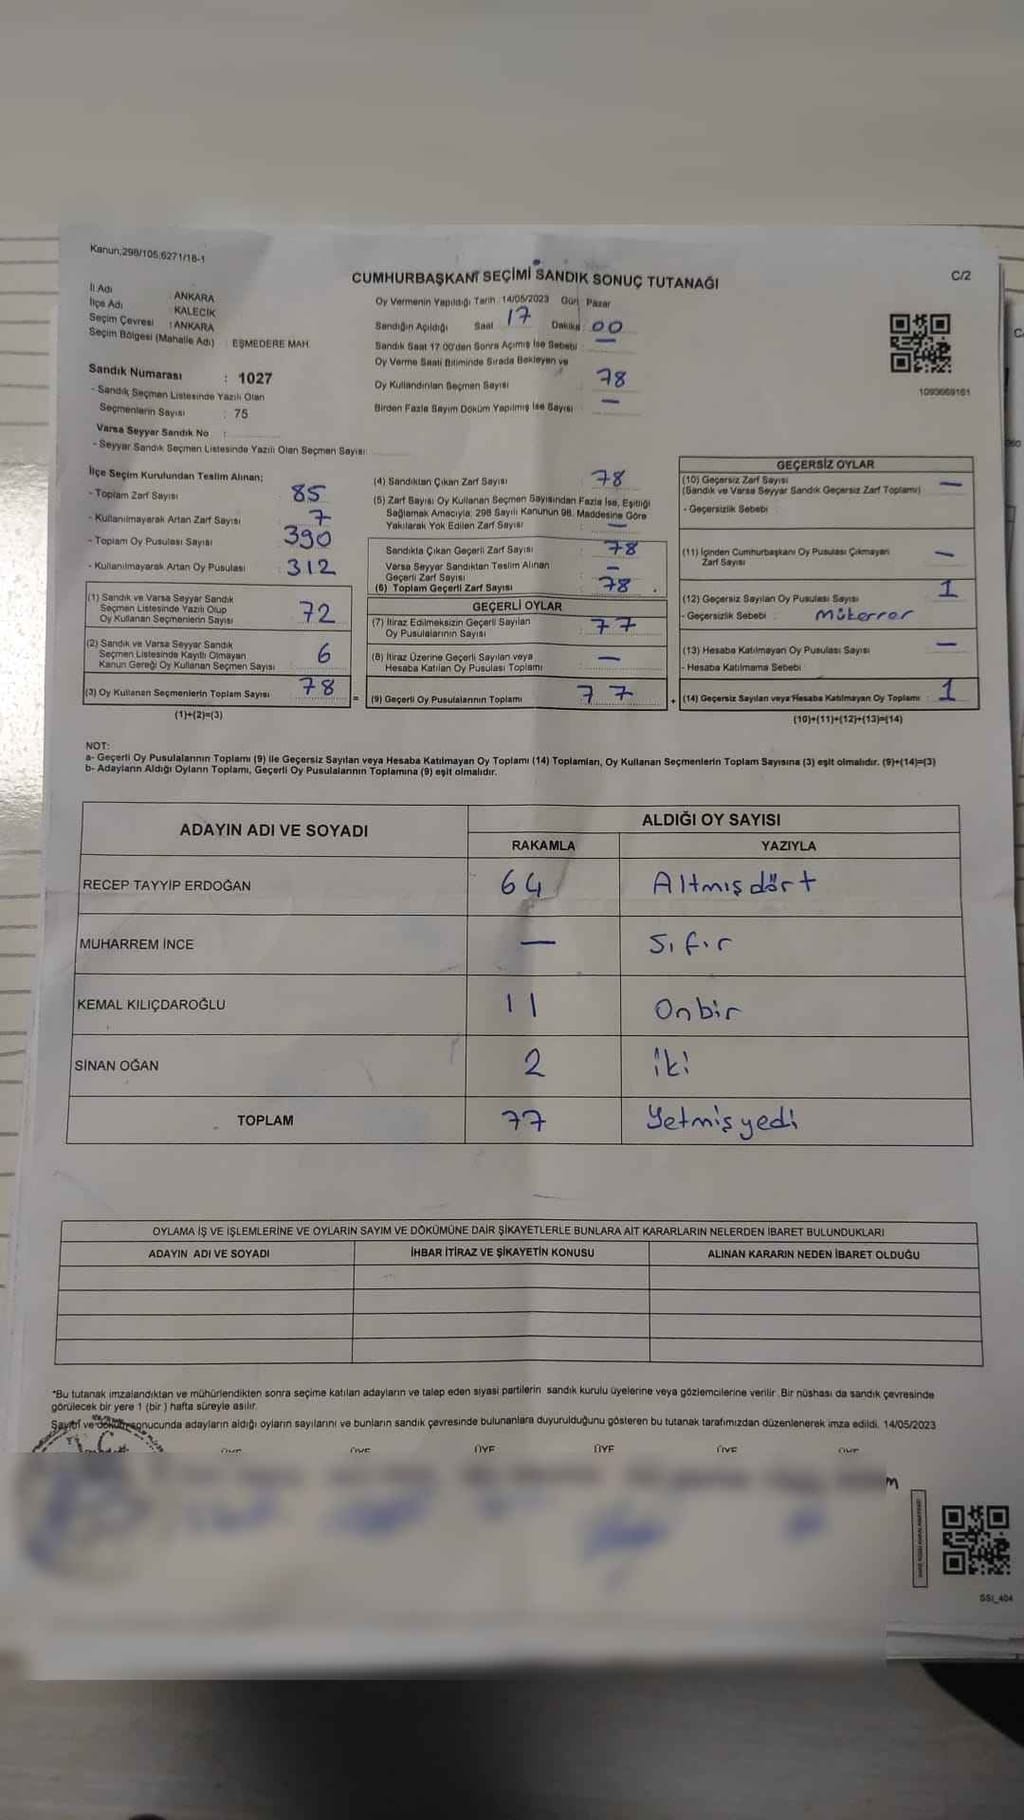 Kanun;298/105,6271/18-1
CUMHURBAŞKANI SEÇİMİ SANDIK SONUÇ TUTANAĞI
C/2
İl Adı : ANKARA
İlçe Adı : KALECİK
Seçim Çevresi : ANKARA
Seçim Bölgesi (Mahalle Adı) : EŞMEDERE MAH.
Oy Vermenin Yapıldığı Tarih : 14/05/2023 Gün : Pazar
Sandığın Açıldığı Saat : 17 Dakika : 00
Sandık Saat 17:00'den Sonra Açılmış İse Sebebi : —
Oy Verme Saati Bitiminde Sırada Bekleyen ve
Oy Kullandırılan Seçmen Sayısı : 78
Birden Fazla Sayım Döküm Yapılmış İse Sayısı : —
1093669161
Sandık Numarası : 1027
- Sandık Seçmen Listesinde Yazılı Olan
Seçmenlerin Sayısı : 75
Varsa Seyyar Sandık No :
- Seyyar Sandık Seçmen Listesinde Yazılı Olan Seçmen Sayısı:
İlçe Seçim Kurulundan Teslim Alınan;
- Toplam Zarf Sayısı : 85
- Kullanılmayarak Artan Zarf Sayısı : 7
- Toplam Oy Pusulası Sayısı : 390
- Kullanılmayarak Artan Oy Pusulası : 312
(1) Sandık ve Varsa Seyyar Sandık
Seçmen Listesinde Yazılı Olup
Oy Kullanan Seçmenlerin Sayısı : 72
(2) Sandık ve Varsa Seyyar Sandık
Seçmen Listesinde Kayıtlı Olmayan
Kanun Gereği Oy Kullanan Seçmen Sayısı : 6
(3) Oy Kullanan Seçmenlerin Toplam Sayısı : 78
(1)+(2)=(3)
(4) Sandıktan Çıkan Zarf Sayısı : 78
(5) Zarf Sayısı Oy Kullanan Seçmen Sayısından Fazla İse, Eşitliği
Sağlamak Amacıyla; 298 Sayılı Kanunun 98. Maddesine Göre
Yakılarak Yok Edilen Zarf Sayısı : —
Sandıkta Çıkan Geçerli Zarf Sayısı : 78
Varsa Seyyar Sandıktan Teslim Alınan
Geçerli Zarf Sayısı : —
(6) Toplam Geçerli Zarf Sayısı : 78
GEÇERLİ OYLAR
(7) İtiraz Edilmeksizin Geçerli Sayılan
Oy Pusulalarının Sayısı : 77
(8) İtiraz Üzerine Geçerli Sayılan veya
Hesaba Katılan Oy Pusulası Toplamı : —
= (9) Geçerli Oy Pusulalarının Toplamı 77 +
GEÇERSİZ OYLAR
(10) Geçersiz Zarf Sayısı : —
(Sandık ve Varsa Seyyar Sandık Geçersiz Zarf Toplamı)
- Geçersizlik Sebebi :
(11) İçinden Cumhurbaşkanı Oy Pusulası Çıkmayan
Zarf Sayısı : —
(12) Geçersiz Sayılan Oy Pusulası Sayısı : 1
- Geçersizlik Sebebi : Mükerrer
(13) Hesaba Katılmayan Oy Pusulası Sayısı : —
- Hesaba Katılmama Sebebi :
(14) Geçersiz Sayılan veya Hesaba Katılmayan Oy Toplamı : 1
(10)+(11)+(12)+(13)=(14)
NOT:
a- Geçerli Oy Pusulalarının Toplamı (9) ile Geçersiz Sayılan veya Hesaba Katılmayan Oy Toplamı (14) Toplamları, Oy Kullanan Seçmenlerin Toplam Sayısına (3) eşit olmalıdır. (9)+(14)=(3)
b- Adayların Aldığı Oyların Toplamı, Geçerli Oy Pusulalarının Toplamına (9) eşit olmalıdır.
ADAYIN ADI VE SOYADI ALDIĞI OY SAYISI
RAKAMLA YAZIYLA
RECEP TAYYİP ERDOĞAN 64 Altmışdört
MUHARREM İNCE — Sıfır
KEMAL KILIÇDAROĞLU 11 Onbir
SİNAN OĞAN 2 iki
TOPLAM 77 Yetmişyedi
OYLAMA İŞ VE İŞLEMLERİNE VE OYLARIN SAYIM VE DÖKÜMÜNE DAİR ŞİKAYETLERLE BUNLARA AİT KARARLARIN NELERDEN İBARET BULUNDUKLARI
ADAYIN ADI VE SOYADI İHBAR İTİRAZ VE ŞİKAYETİN KONUSU ALINAN KARARIN NEDEN İBARET OLDUĞU
*Bu tutanak imzalandıktan ve mühürlendikten sonra seçime katılan adayların ve talep eden siyasi partilerin sandık kurulu üyelerine veya gözlemcilerine verilir. Bir nüshası da sandık çevresinde
görülecek bir yere 1 (bir ) hafta süreyle asılır.
Sayım ve döküm sonucunda adayların aldığı oyların sayılarını ve bunların sandık çevresinde bulunanlara duyurulduğunu gösteren bu tutanak tarafımızdan düzenlenerek imza edildi. 14/05/2023
ÜYE ÜYE ÜYE ÜYE ÜYE ÜYE
SSİ_404